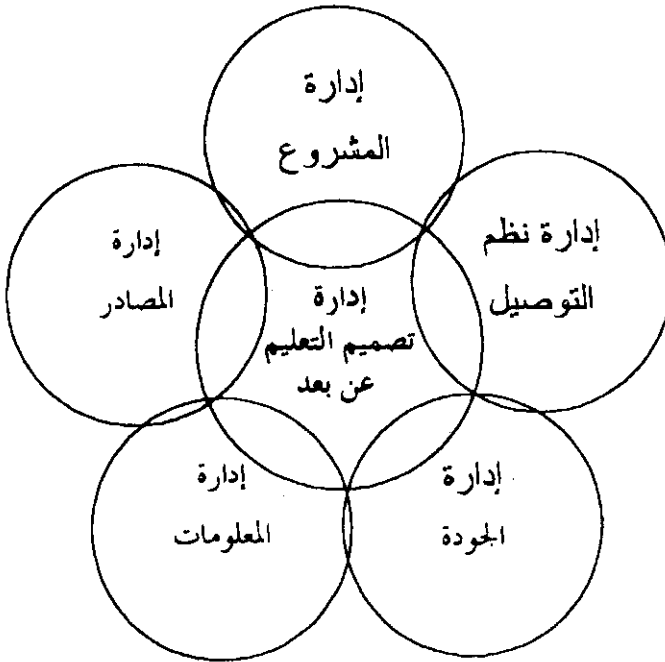 إدارة
المشروع
إدارة نظم
التوصيل
إدارة
المصادر
إدارة
تصميم التعليم
عن بعد
إدارة
الجودة
إدارة
المعلومات